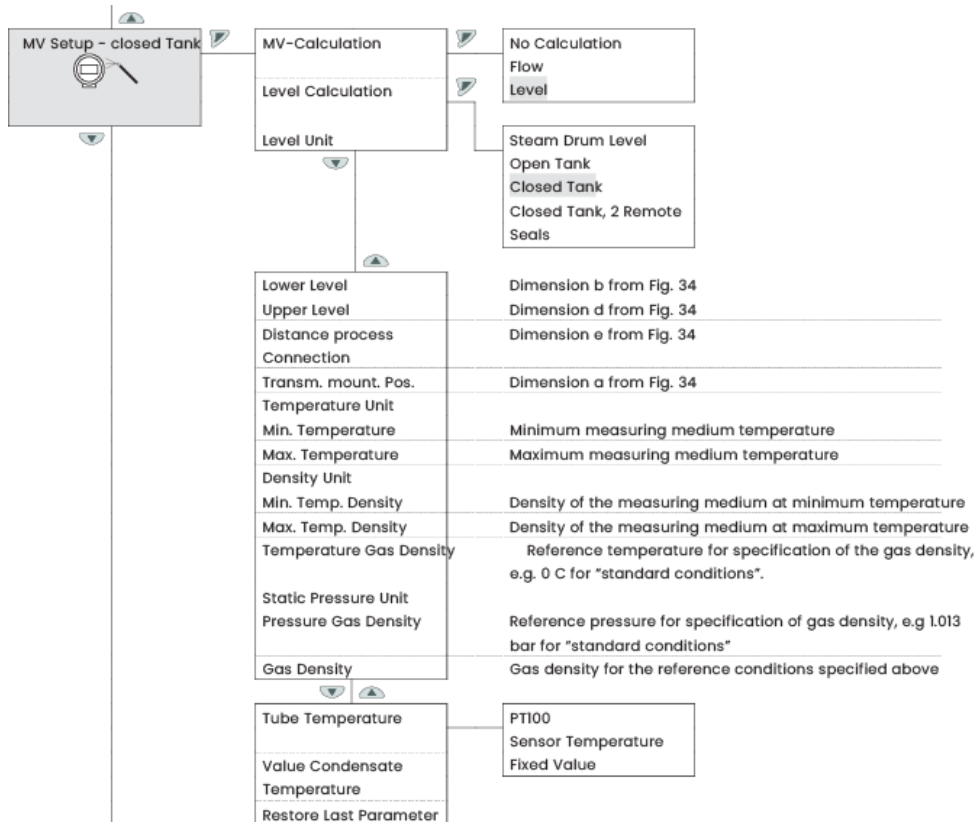 MV Setup - closed Tank
MV-Calculation
No Calculation
Flow
Level
Level Calculation
Level Unit
Steam Drum Level
Open Tank
Closed Tank
Closed Tank, 2 Remote
Seals
Lower Level
Dimension b from Fig. 34
Upper Level
Dimension d from Fig. 34
Distance process
Connection
Dimension e from Fig. 34
Transm. mount. Pos.
Dimension a from Fig. 34
Temperature Unit
Min. Temperature
Minimum measuring medium temperature
Max. Temperature
Maximum measuring medium temperature
Density Unit
Min. Temp. Density
Density of the measuring medium at minimum temperature
Max. Temp. Density
Density of the measuring medium at maximum temperature
Temperature Gas Density
Reference temperature for specification of the gas density,
e.g. 0 C for "standard conditions".
Static Pressure Unit
Pressure Gas Density
Reference pressure for specification of gas density, e.g 1.013
bar for "standard conditions"
Gas Density
Gas density for the reference conditions specified above
Tube Temperature
PT100
Sensor Temperature
Fixed Value
Value Condensate
Temperature
Restore Last Parameter